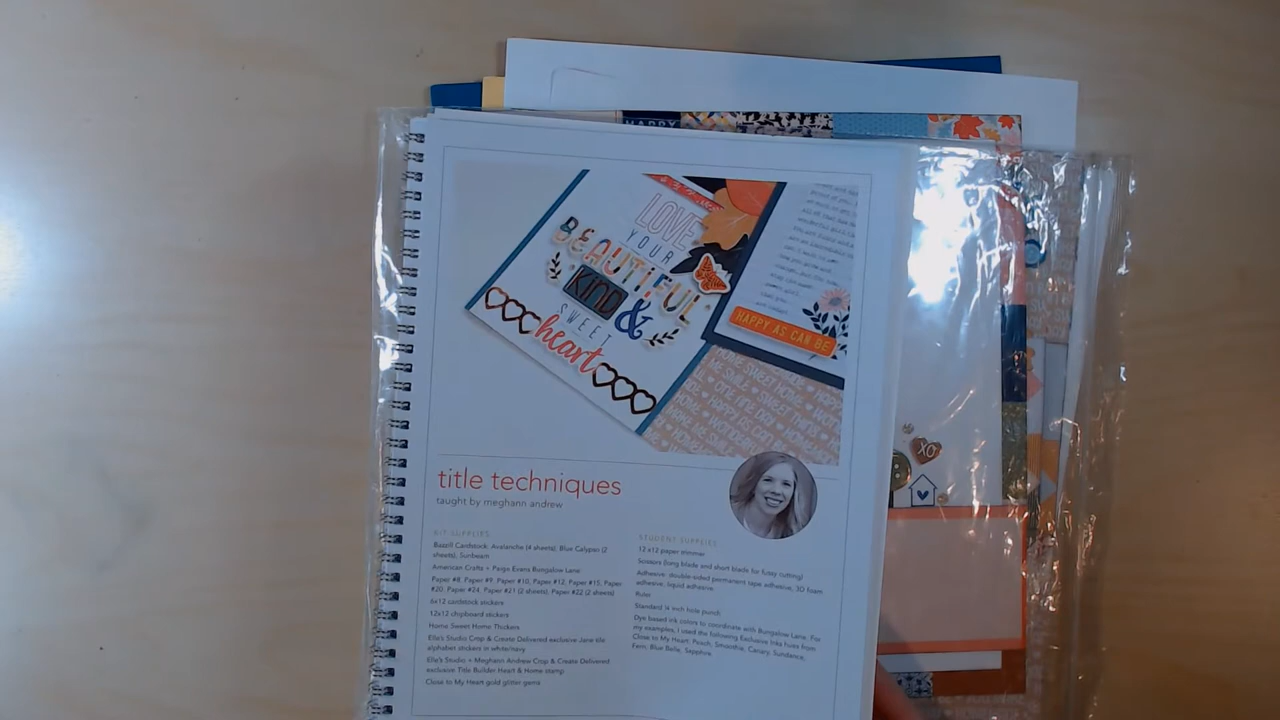 HAPPY
LOVE
YOUR
BEAUTIFUL
KIND
&
SWEET
heart
HAPPY AS CAN BE
XO
title techniques
taught by meghann andrew
KIT SUPPLIES
Bazzill Cardstock: Avalanche (4 sheets), Blue Calypso (2
sheets), Sunbeam
American Crafts + Paige Evans Bungalow Lane:
Paper #8, Paper #9, Paper #10, Paper #12, Paper #15, Paper
#20, Paper #24, Paper #21 (2 sheets), Paper #22 (2 sheets)
6x12 cardstock stickers
12x12 chipboard stickers
Home Sweet Home Thickers
Ella's Studio Crop & Create Delivered exclusive Jane title
alphabet stickers in white/navy
Ella's Studio + Meghann Andrew Crop & Create Delivered
exclusive Title Builder Heart & Home stamp
Close to My Heart gold glitter gems
STUDENT SUPPLIES
12 x12 paper trimmer
Scissors (long blade and short blade for fussy cutting)
Adhesive: double-sided permanent tape adhesive, 3D foam
adhesive, liquid adhesive
Ruler
Standard ¼ inch hole punch
Dye based ink colors to coordinate with Bungalow Lane. For
my examples, I used the following Exclusive Inks hues from
Close to My Heart: Peach, Smoothie, Canary, Sundance,
Fern, Blue Belle, Sapphire